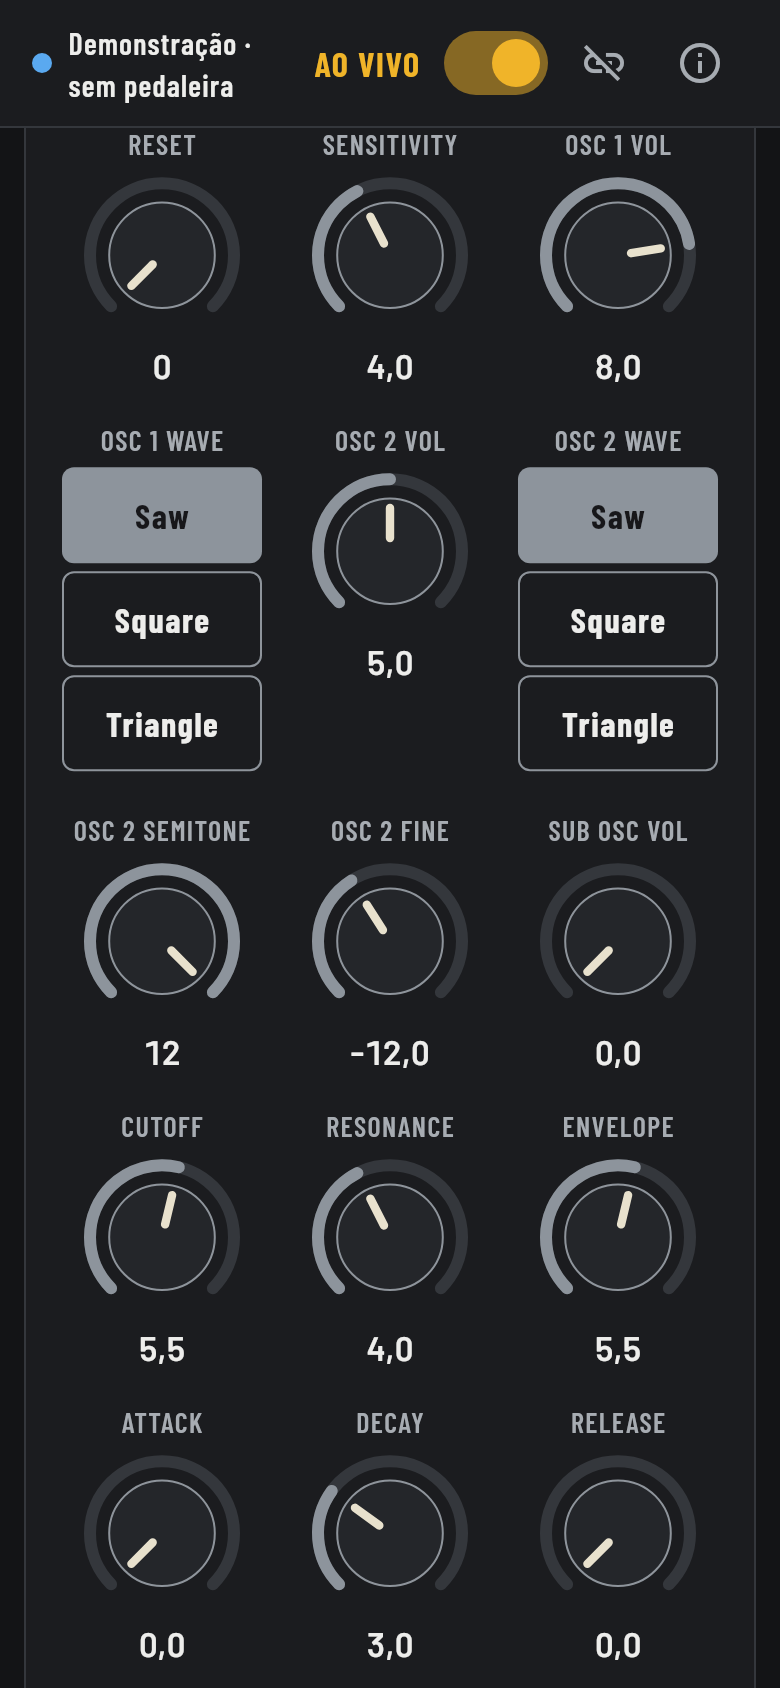 Demonstração ·
sem pedaleira
AO VIVO
RESET SENSITIVITY OSC 1 VOL
0 4,0 8,0
OSC 1 WAVE OSC 2 VOL OSC 2 WAVE
Saw Saw
Square Square
5,0
Triangle Triangle
OSC 2 SEMITONE OSC 2 FINE SUB OSC VOL
12 -12,0 0,0
CUTOFF RESONANCE ENVELOPE
5,5 4,0 5,5
ATTACK DECAY RELEASE
0,0 3,0 0,0